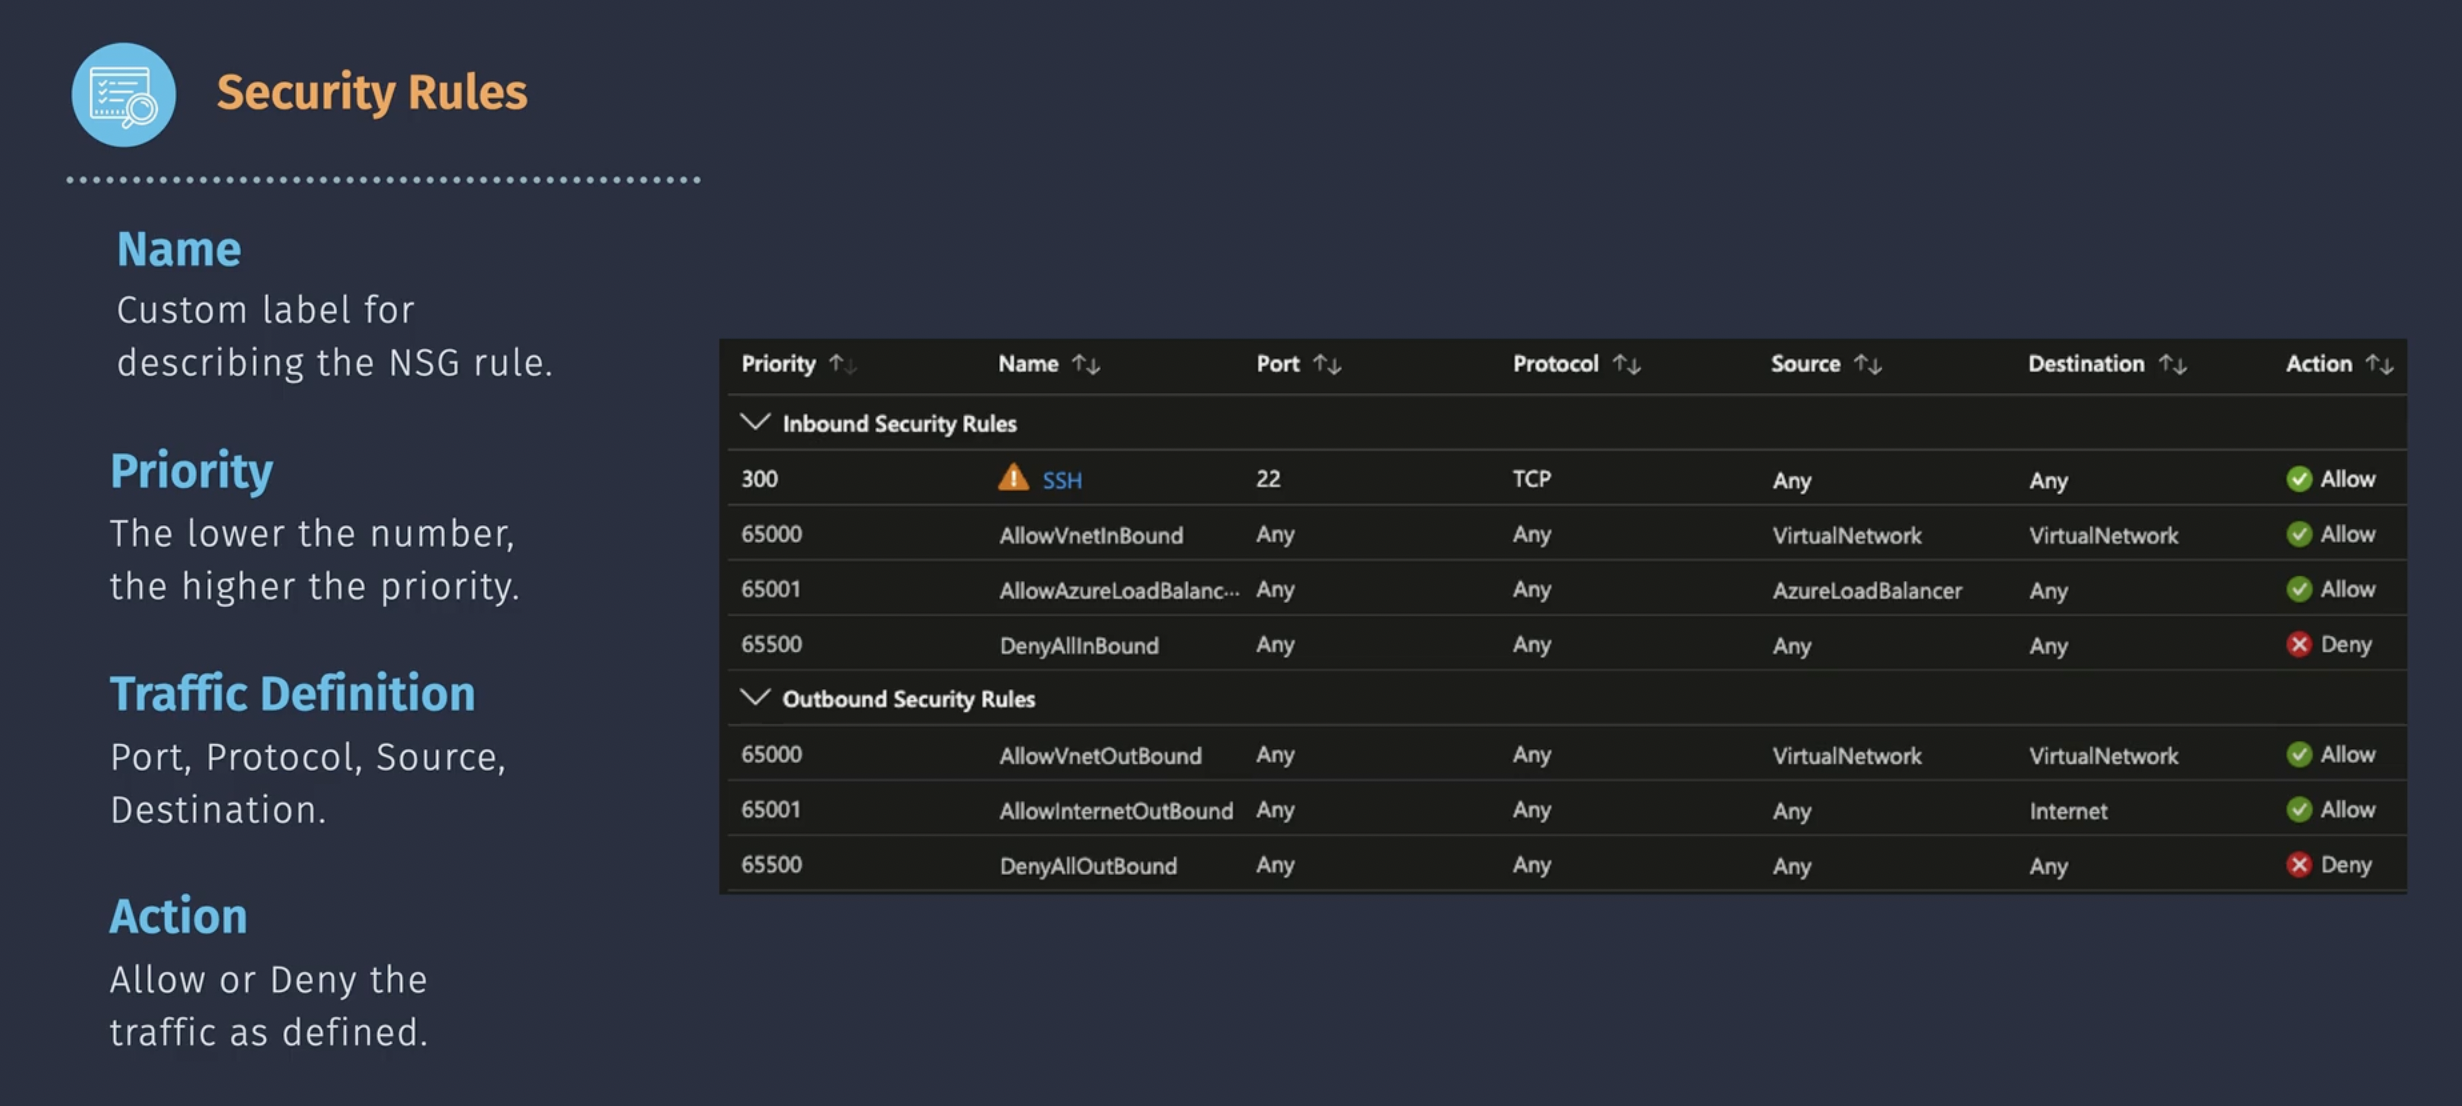 Security Rules
Name
Custom label for
describing the NSG rule.
Priority
The lower the number,
the higher the priority.
Traffic Definition
Port, Protocol, Source,
Destination.
Action
Allow or Deny the
traffic as defined.
Priority ↑↓ Name ↑↓ Port ↑↓ Protocol ↑↓ Source ↑↓ Destination ↑↓ Action ↑↓
Inbound Security Rules
300 SSH 22 TCP Any Any Allow
65000 AllowVnetInBound Any Any VirtualNetwork VirtualNetwork Allow
65001 AllowAzureLoadBalanc··· Any Any AzureLoadBalancer Any Allow
65500 DenyAllInBound Any Any Any Any Deny
Outbound Security Rules
65000 AllowVnetOutBound Any Any VirtualNetwork VirtualNetwork Allow
65001 AllowInternetOutBound Any Any Any Internet Allow
65500 DenyAllOutBound Any Any Any Any Deny